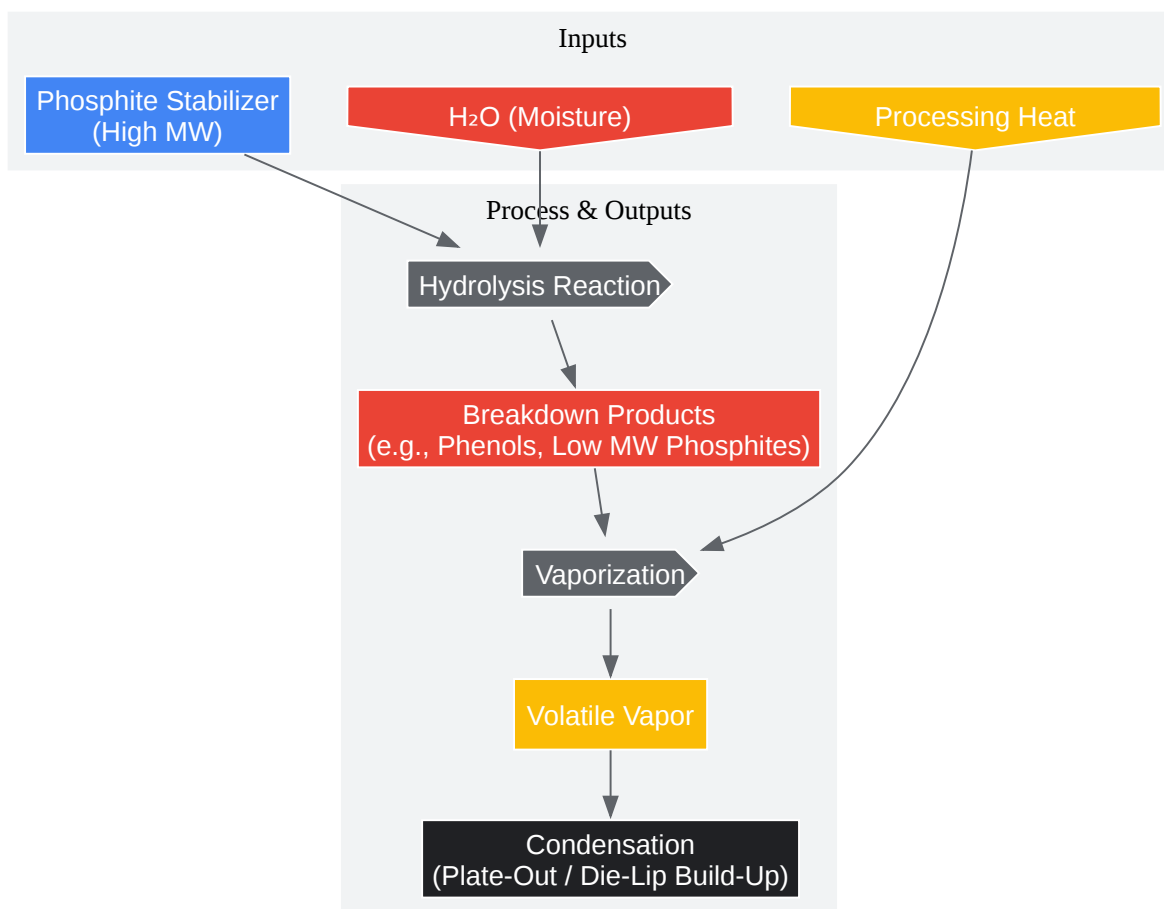 Inputs
Phosphite Stabilizer
(High MW)
H₂O (Moisture)
Processing Heat
Process & Outputs
Hydrolysis Reaction
Breakdown Products
(e.g., Phenols, Low MW Phosphites)
Vaporization
Volatile Vapor
Condensation
(Plate-Out / Die-Lip Build-Up)